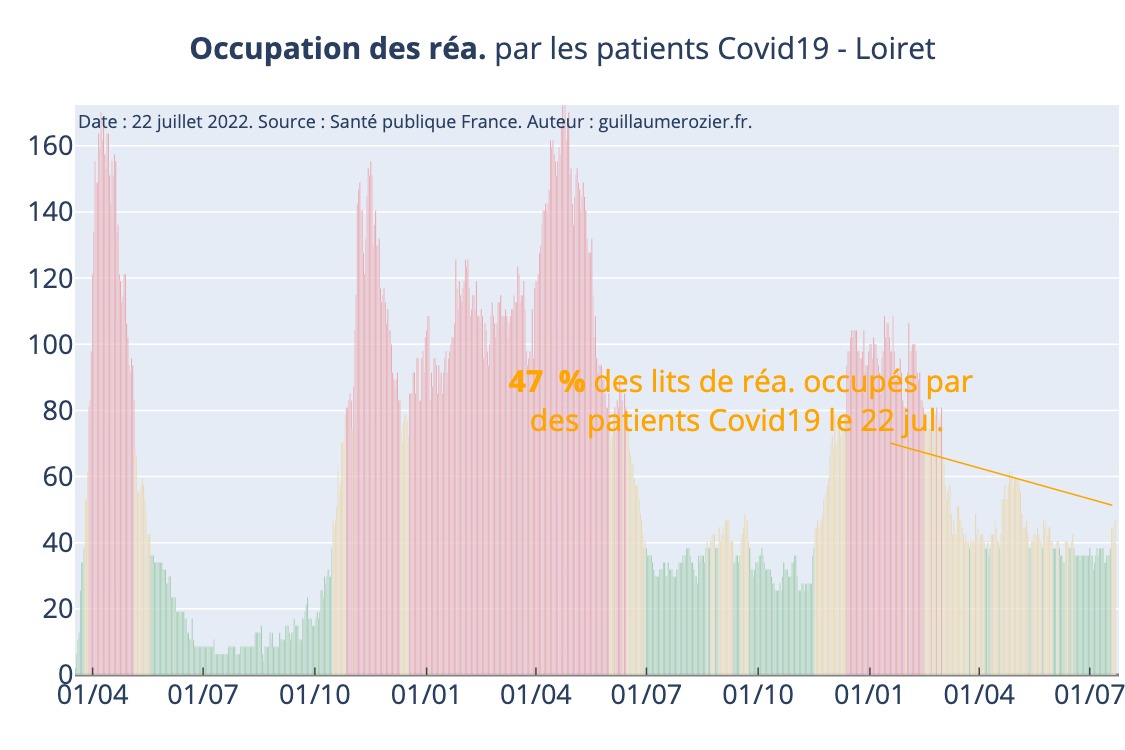 Occupation des réa. par les patients Covid19 - Loiret
Date : 22 juillet 2022. Source : Santé publique France. Auteur : guillaumerozier.fr.
160
140
120
100
80
60
40
20
0
47 % des lits de réa. occupés par
des patients Covid19 le 22 jul.
01/04 01/07 01/10 01/01 01/04 01/07 01/10 01/01 01/04 01/07